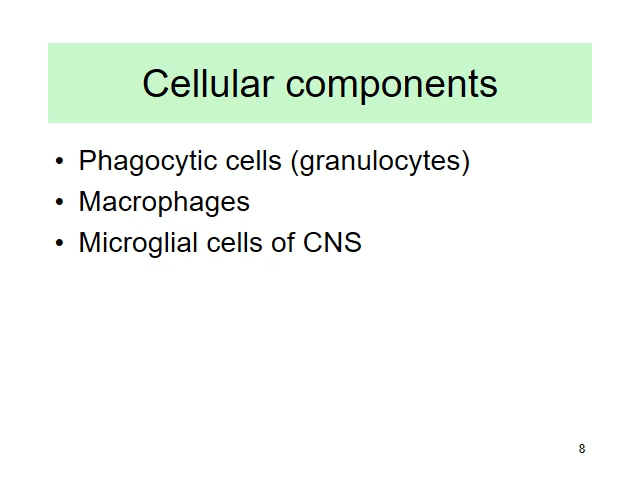 Cellular components
• Phagocytic cells (granulocytes)
• Macrophages
• Microglial cells of CNS
8